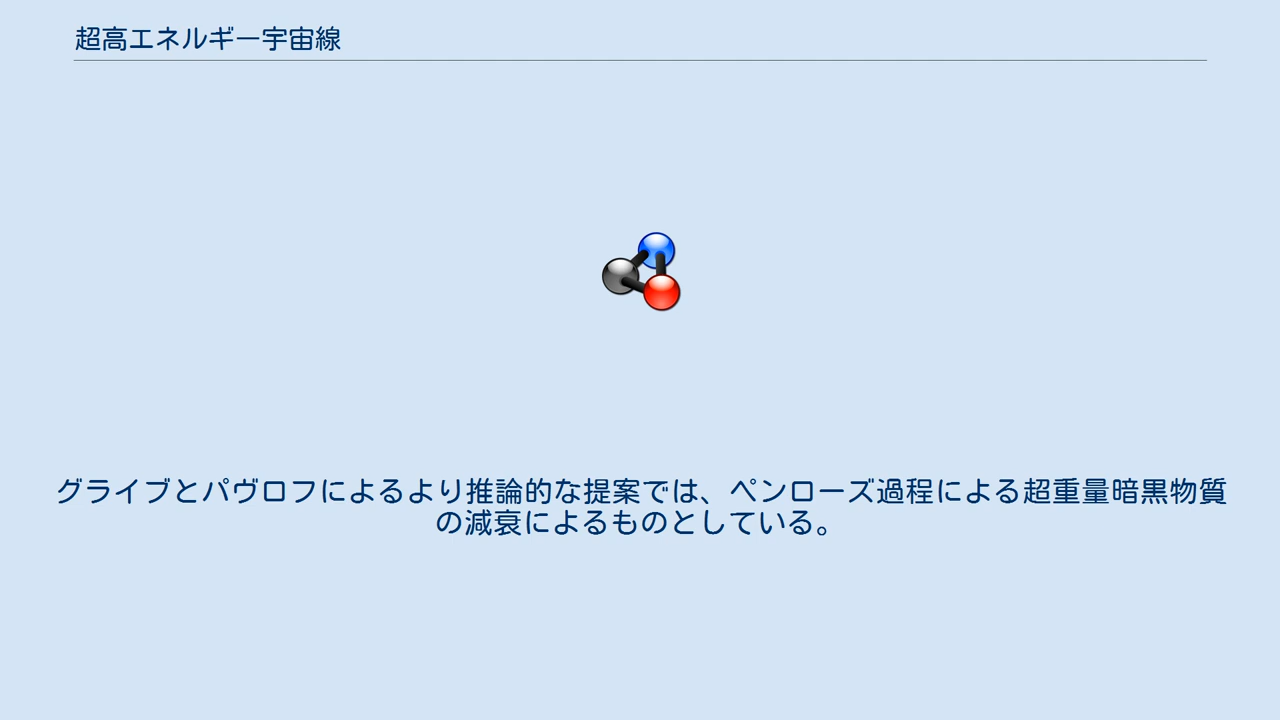 超高エネルギー宇宙線
グライブとパヴロフによるより推論的な提案では、ペンローズ過程による超重量暗黒物質
の減衰によるものとしている。